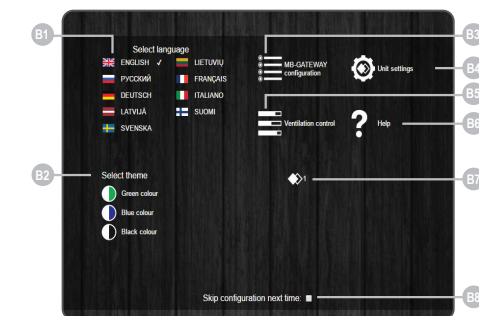 B1
Select language
ENGLISH ✓
LIETUVIŲ
РУССКИЙ
FRANÇAIS
DEUTSCH
ITALIANO
LATVIJĀ
SUOMI
SVENSKA
B2
Select theme
Green colour
Blue colour
Black colour
B3
MB-GATEWAY
configuration
B4
Unit settings
B5
Ventilation control
B6
? Help
B7
1
B8
Skip configuration next time: